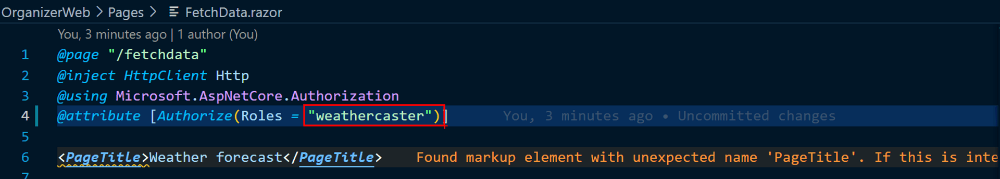 OrganizerWeb > Pages > FetchData.razor
You, 3 minutes ago | 1 author (You)
1 @page "/fetchdata"
2 @inject HttpClient Http
3 @using Microsoft.AspNetCore.Authorization
4 @attribute [Authorize(Roles = "weathercaster")] You, 3 minutes ago • Uncommitted changes
5
6 <PageTitle>Weather forecast</PageTitle> Found markup element with unexpected name 'PageTitle'. If this is inte
7